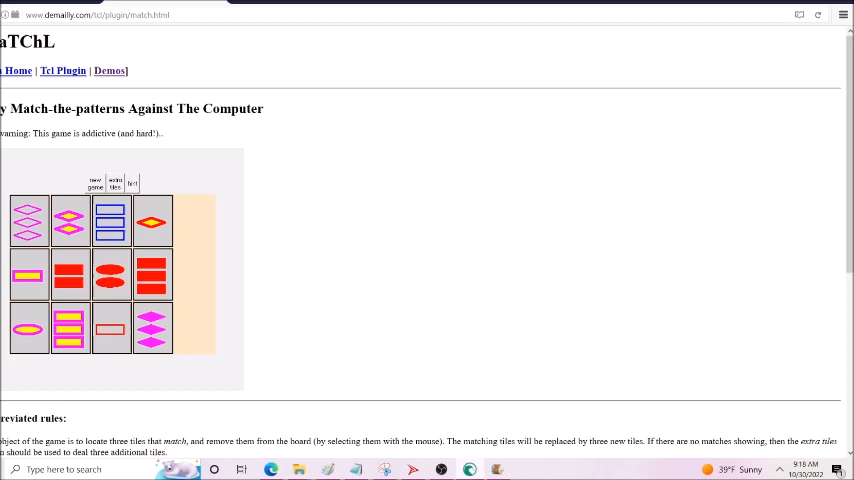 www.demailly.com/tcl/plugin/match.html
aTChL
Home | Tcl Plugin | Demos]
y Match-the-patterns Against The Computer
warning: This game is addictive (and hard!)..
new game
extra tiles
hint
reviated rules:
object of the game is to locate three tiles that match, and remove them from the board (by selecting them with the mouse). The matching tiles will be replaced by three new tiles. If there are no matches showing, then the extra tiles
n should be used to deal three additional tiles.
Type here to search
39°F Sunny
9:18 AM
10/30/2022